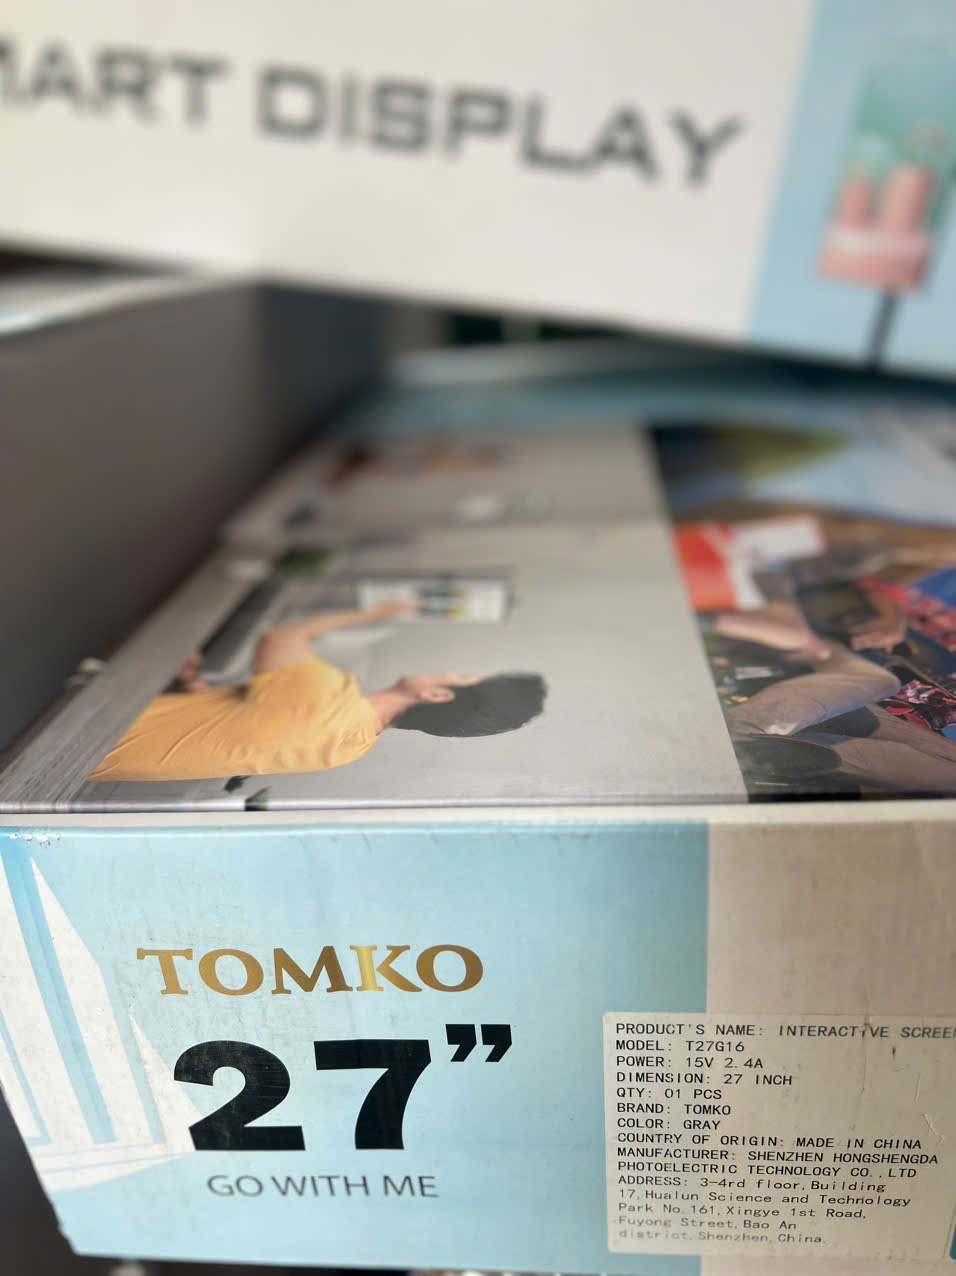 MART DISPLAY
TOMKO
27”
GO WITH ME
PRODUCT'S NAME: INTERACTIVE SCREEN
MODEL: T27G16
POWER: 15V 2.4A
DIMENSION: 27 INCH
QTY: 01 PCS
BRAND: TOMKO
COLOR: GRAY
COUNTRY OF ORIGIN: MADE IN CHINA
MANUFACTURER: SHENZHEN HONGSHENGDA
PHOTOELECTRIC TECHNOLOGY CO.,LTD
ADDRESS: 3-4rd floor, Building
17, Hualun Science and Technology
Park No.161, Xingye 1st Road,
Fuyong Street, Bao An
district, Shenzhen, China.